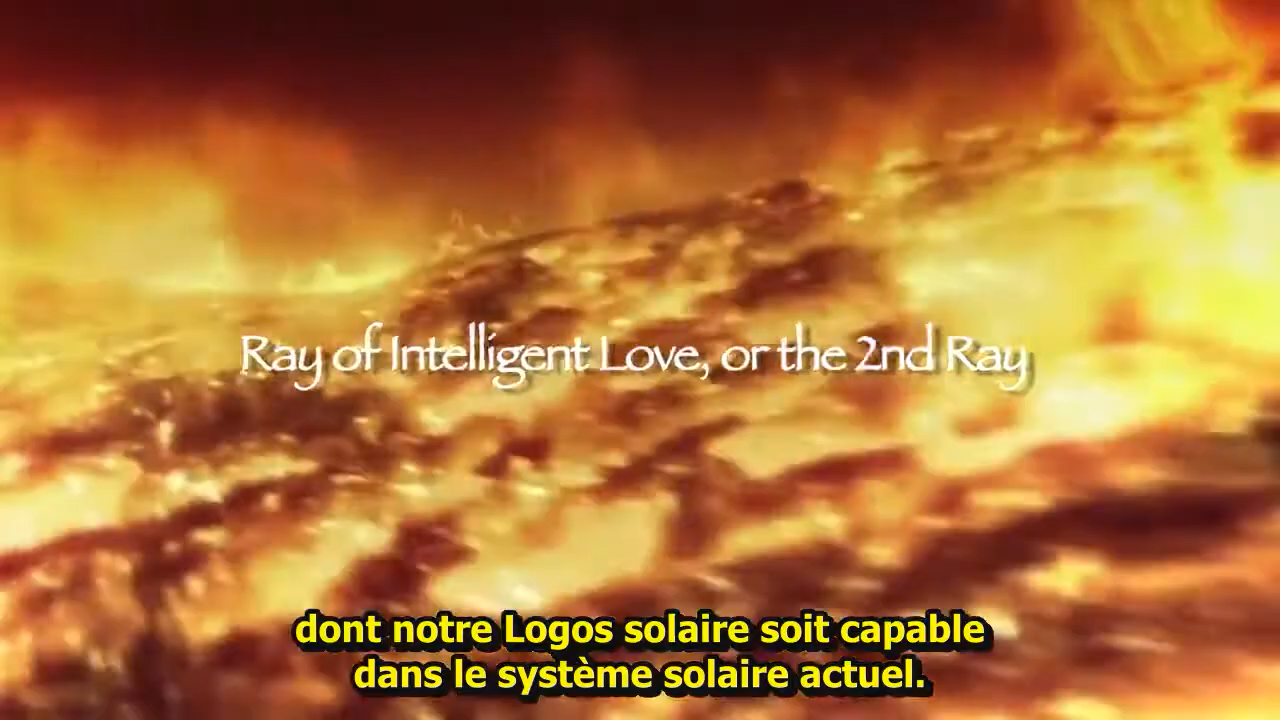 Ray of Intelligent Love, or the 2nd Ray
dont notre Logos solaire soit capable
dans le système solaire actuel.